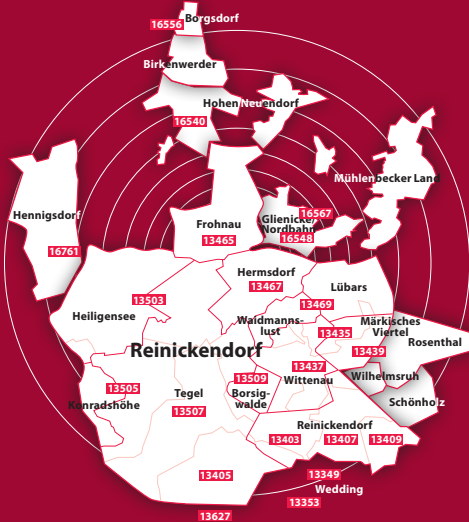 Borgsdorf
16556
Birkenwerder
Hohen Neuendorf
16540
Mühlenbecker Land
Hennigsdorf
16567
Glienicke/
Nordbahn
Frohnau
16548
13465
16761
Hermsdorf
13467
Lübars
13503
13469
Heiligensee
Waidmanns-
lust
Märkisches
Viertel
13435
Rosenthal
Reinickendorf
13439
13437
Wilhelmsruh
13509
Wittenau
13505
Tegel
Borsig-
walde
Konradshöhe
13507
Schönholz
Reinickendorf
13403
13407
13409
13405
13349
Wedding
13353
13627